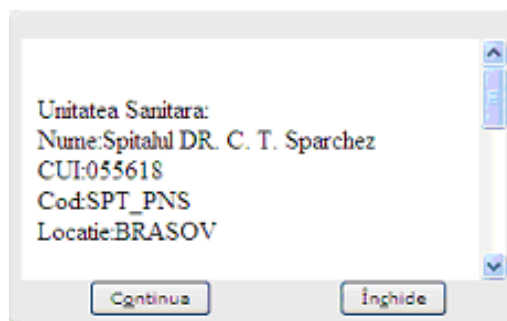 Unitatea Sanitara:
Nume:Spitalul DR. C. T. Sparchez
CUI:055618
Cod:SPT_PNS
Locatie:BRASOV
Continua
Închide